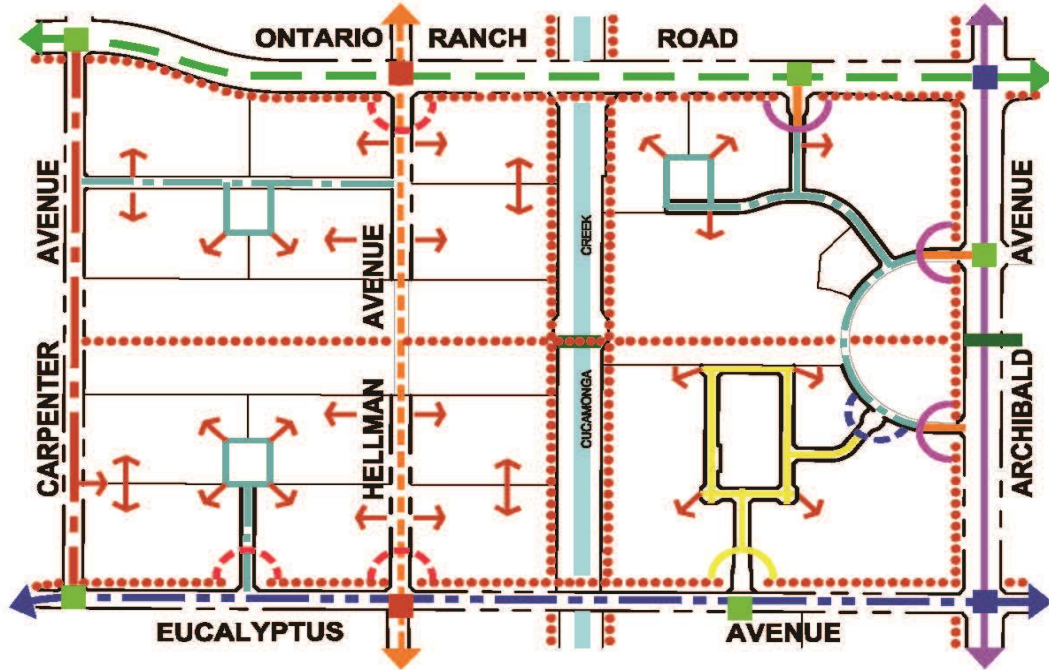 ONTARIO RANCH ROAD
CARPENTER AVENUE
HELLMAN AVENUE
CUCAMONGA CREEK
ARCHIBALD AVENUE
EUCALYPTUS AVENUE